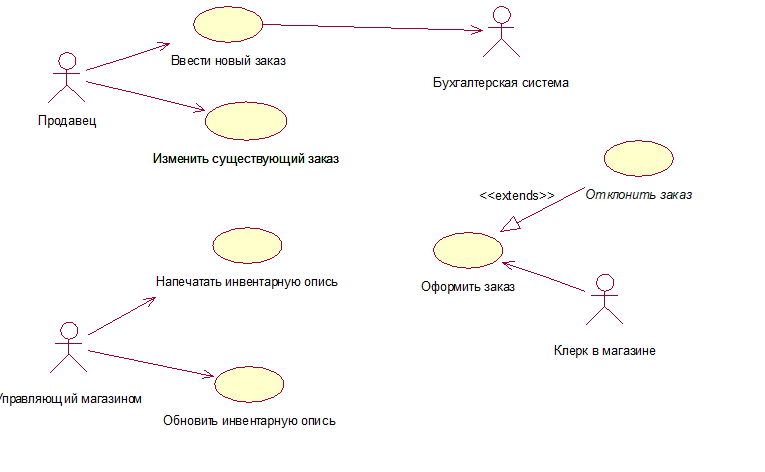 Ввести новый заказ
Бухгалтерская система
Продавец
Изменить существующий заказ
<<extends>>
Отклонить заказ
Напечатать инвентарную опись
Оформить заказ
Клерк в магазине
Управляющий магазином
Обновить инвентарную опись